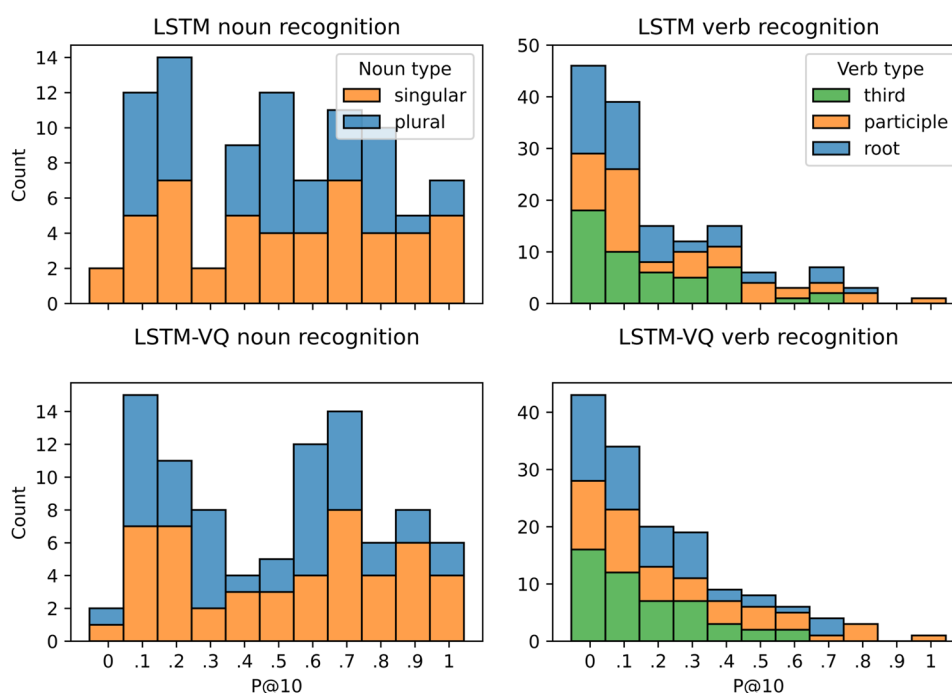 LSTM noun recognition
14
12
10
8
6
4
2
0
Count
Noun type
singular
plural
LSTM verb recognition
50
40
30
20
10
0
Verb type
third
participle
root
LSTM-VQ noun recognition
14
12
10
8
6
4
2
0
Count
0 .1 .2 .3 .4 .5 .6 .7 .8 .9 1
P@10
LSTM-VQ verb recognition
40
30
20
10
0
0 .1 .2 .3 .4 .5 .6 .7 .8 .9 1
P@10